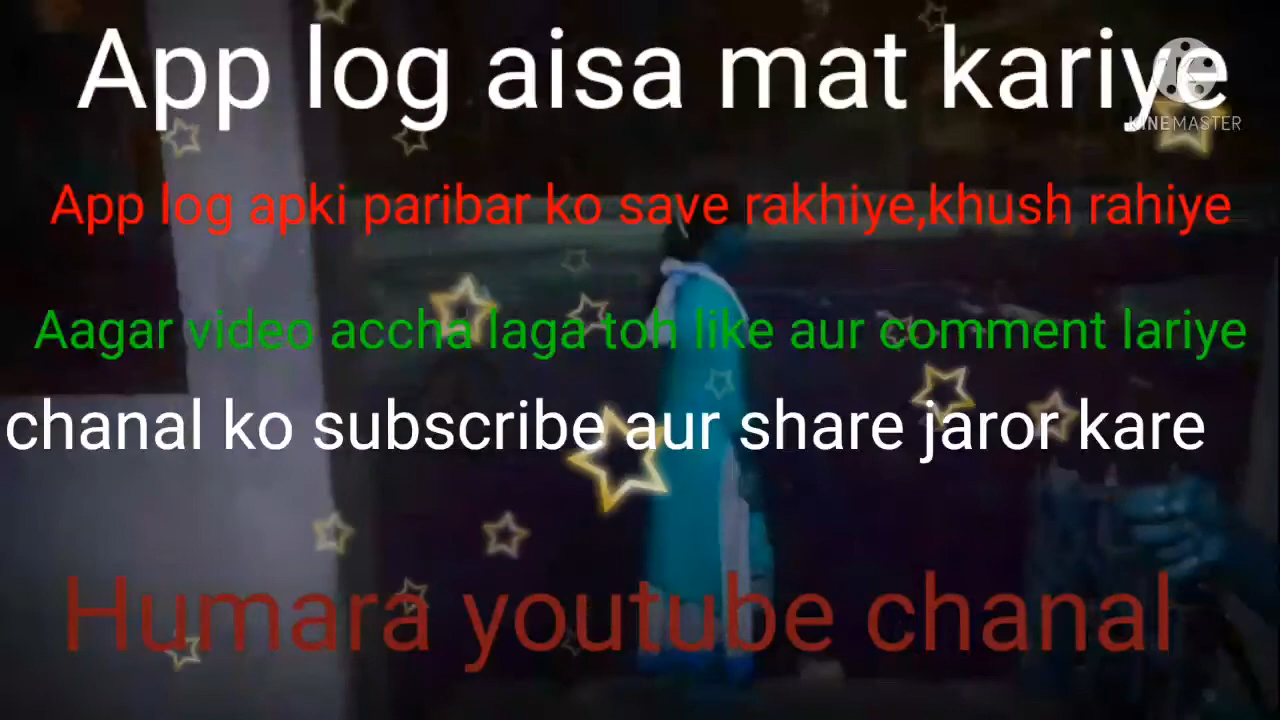 App log aisa mat kariye
KINEMASTER
App log apki paribar ko save rakhiye,khush rahiye
Aagar video accha laga toh like aur comment lariye
chanal ko subscribe aur share jaror kare
Humara youtube chanal